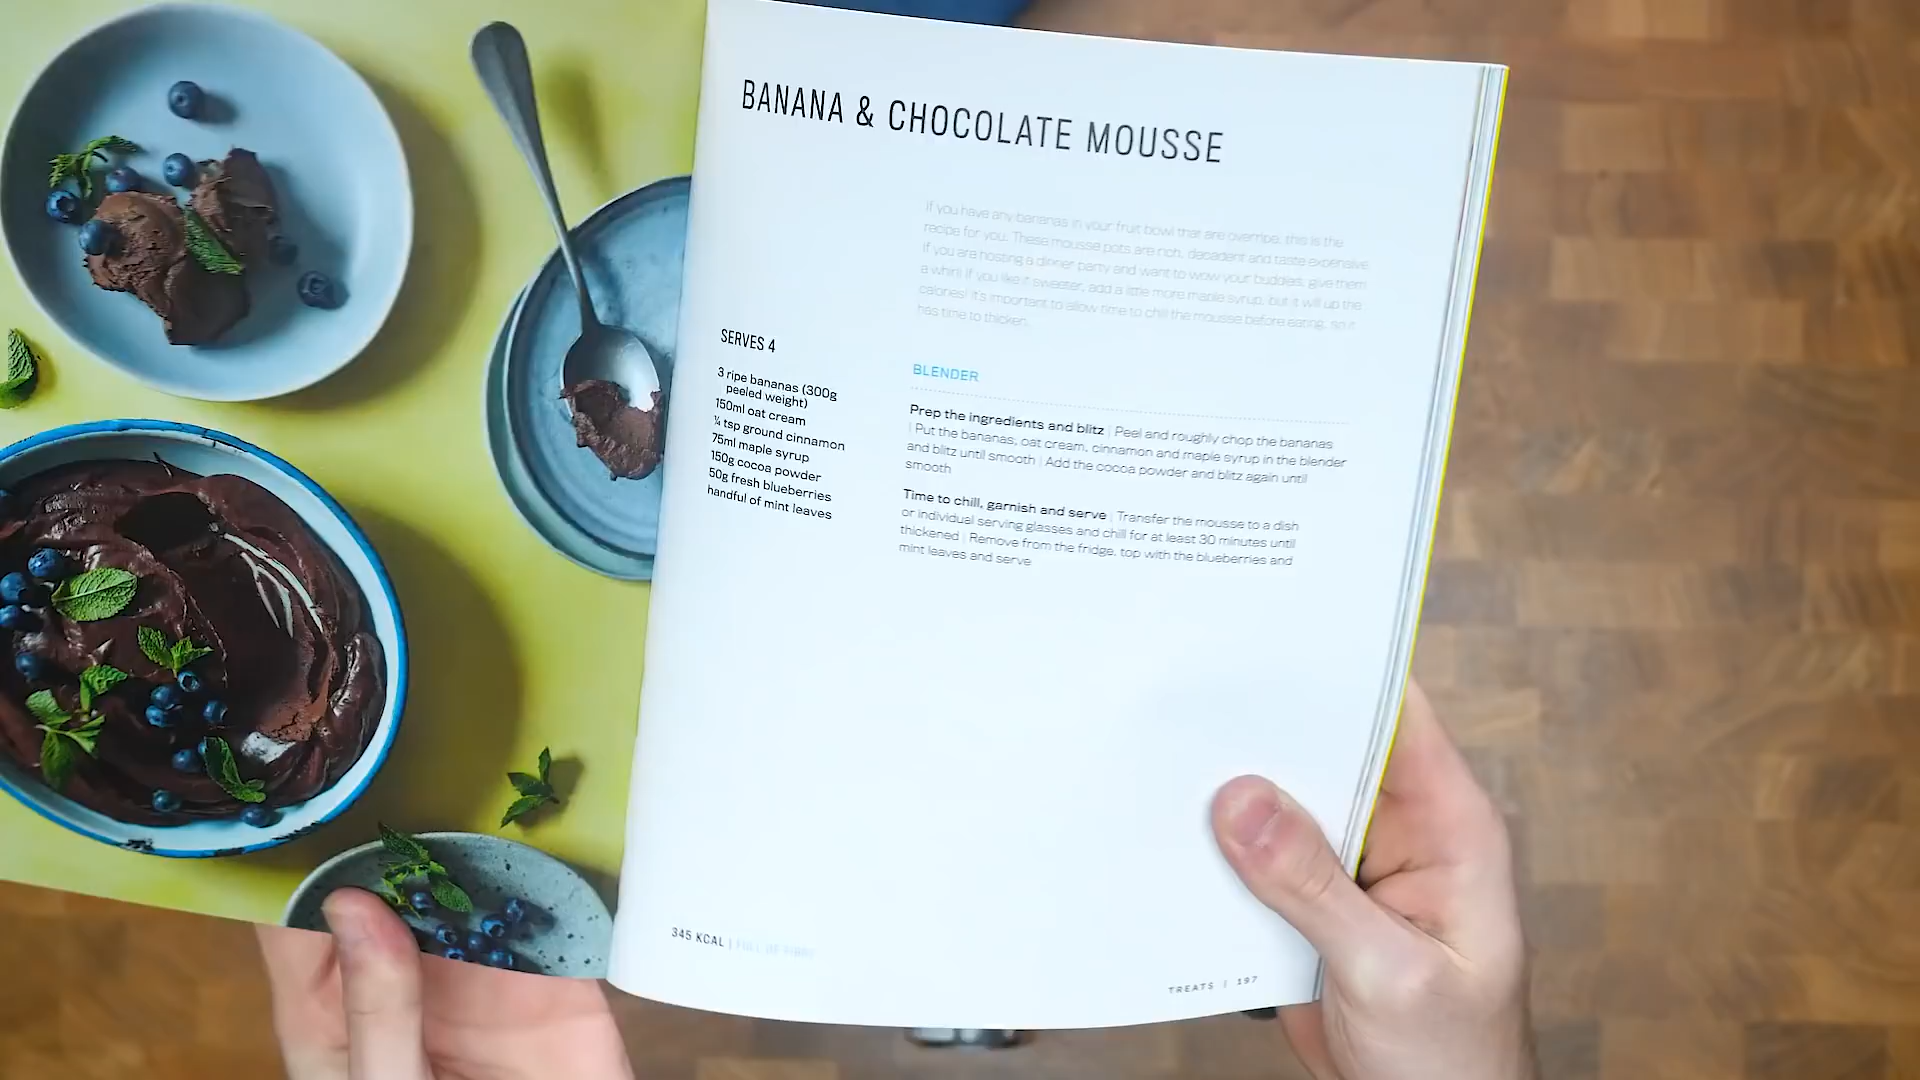 BANANA & CHOCOLATE MOUSSE
If you have any bananas in your fruit bowl that are overripe, this is the
recipe for you. These mousse pots are rich, decadent and taste expensive.
If you are hosting a dinner party and want to wow your buddies, give them
a whirl! If you like it sweeter, add a little more maple syrup, but it will up the
calories! It's important to allow time to chill the mousse before eating, so it
has time to thicken.
SERVES 4
3 ripe bananas (300g
peeled weight)
150ml oat cream
¼ tsp ground cinnamon
75ml maple syrup
150g cocoa powder
50g fresh blueberries
handful of mint leaves
BLENDER
Prep the ingredients and blitz | Peel and roughly chop the bananas
| Put the bananas, oat cream, cinnamon and maple syrup in the blender
and blitz until smooth | Add the cocoa powder and blitz again until
smooth
Time to chill, garnish and serve | Transfer the mousse to a dish
or individual serving glasses and chill for at least 30 minutes until
thickened | Remove from the fridge, top with the blueberries and
mint leaves and serve
345 KCAL | FULL OF FIBRE
TREATS | 197